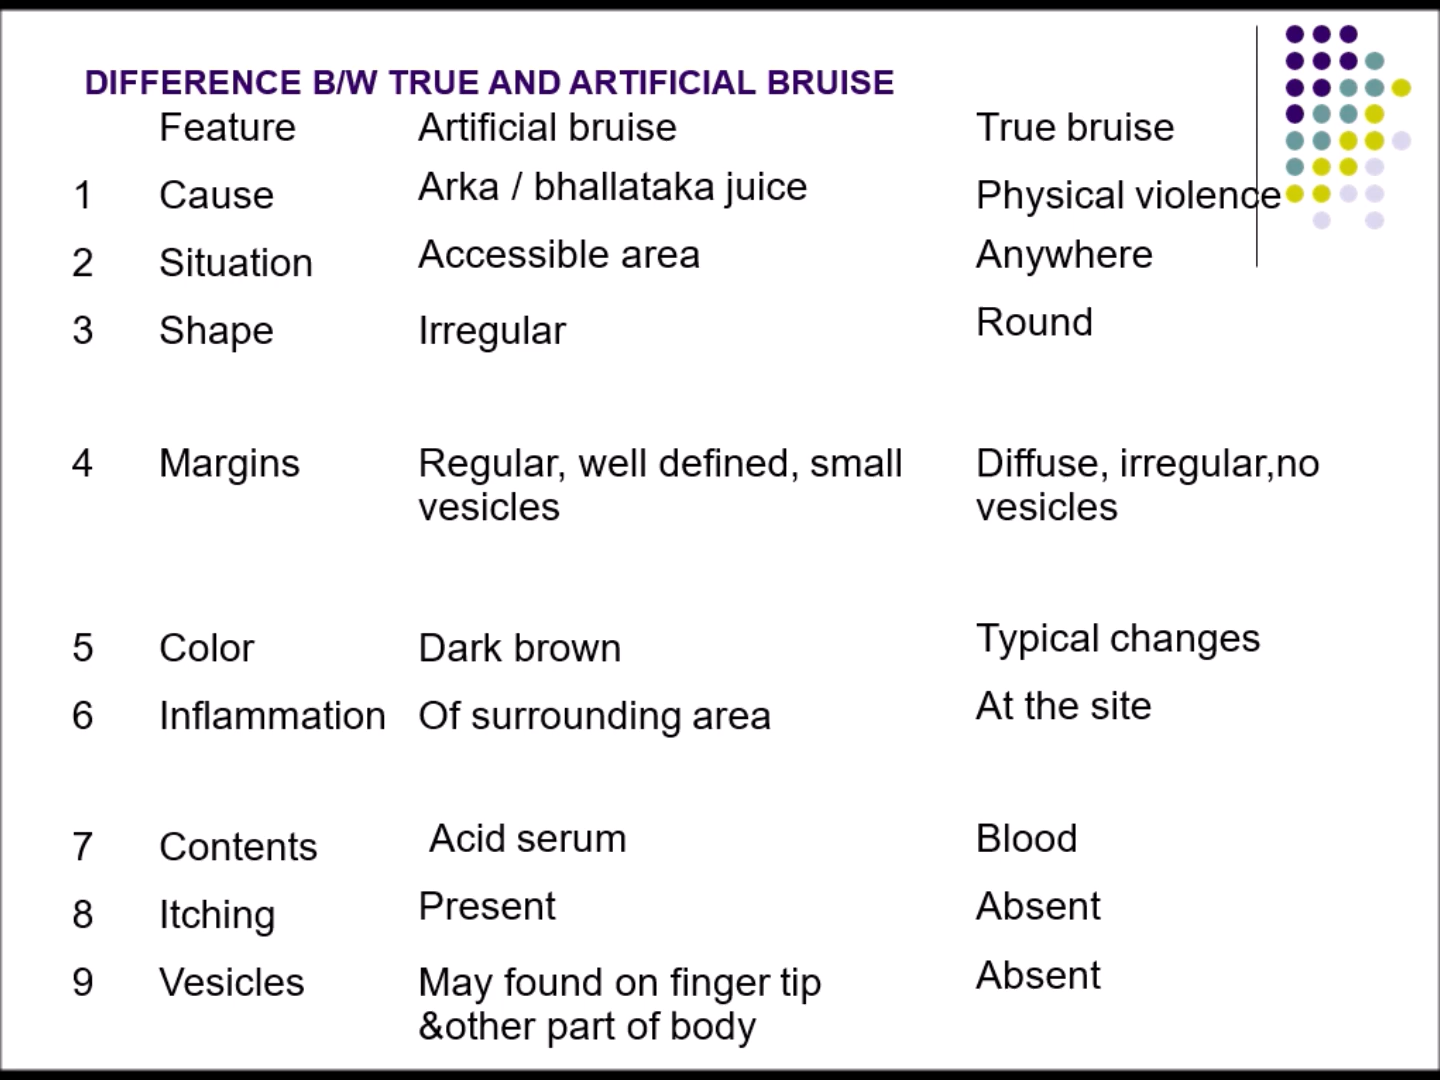 DIFFERENCE B/W TRUE AND ARTIFICIAL BRUISE
Feature Artificial bruise True bruise
1 Cause Arka / bhallataka juice Physical violence
2 Situation Accessible area Anywhere
3 Shape Irregular Round
4 Margins Regular, well defined, small vesicles Diffuse, irregular,no vesicles
5 Color Dark brown Typical changes
6 Inflammation Of surrounding area At the site
7 Contents Acid serum Blood
8 Itching Present Absent
9 Vesicles May found on finger tip &other part of body Absent